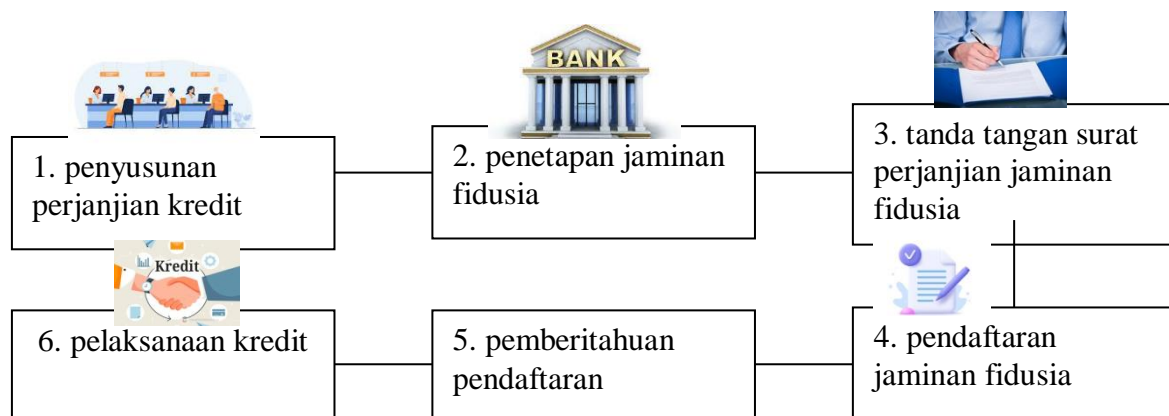 BANK
1. penyusunan
perjanjian kredit
2. penetapan jaminan
fidusia
3. tanda tangan surat
perjanjian jaminan
fidusia
Kredit
6. pelaksanaan kredit
5. pemberitahuan
pendaftaran
4. pendaftaran
jaminan fidusia